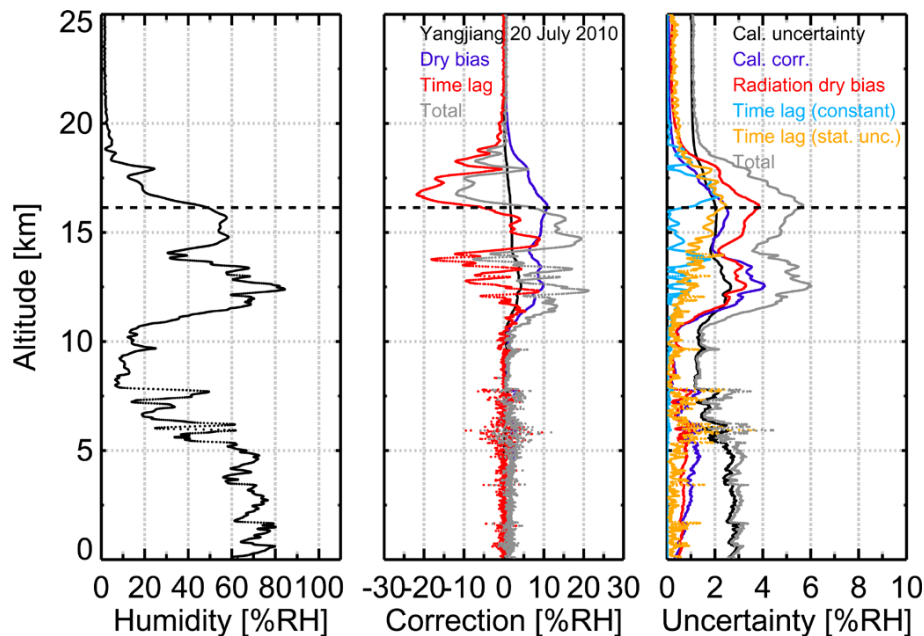 Altitude [km]
25
20
15
10
5
0
0 20 40 60 80 100
Humidity [%RH]
Yangjiang 20 July 2010
Dry bias
Time lag
Total
-30 -20 -10 0 10 20 30
Correction [%RH]
Cal. uncertainty
Cal. corr.
Radiation dry bias
Time lag (constant)
Time lag (stat. unc.)
Total
0 2 4 6 8 10
Uncertainty [%RH]